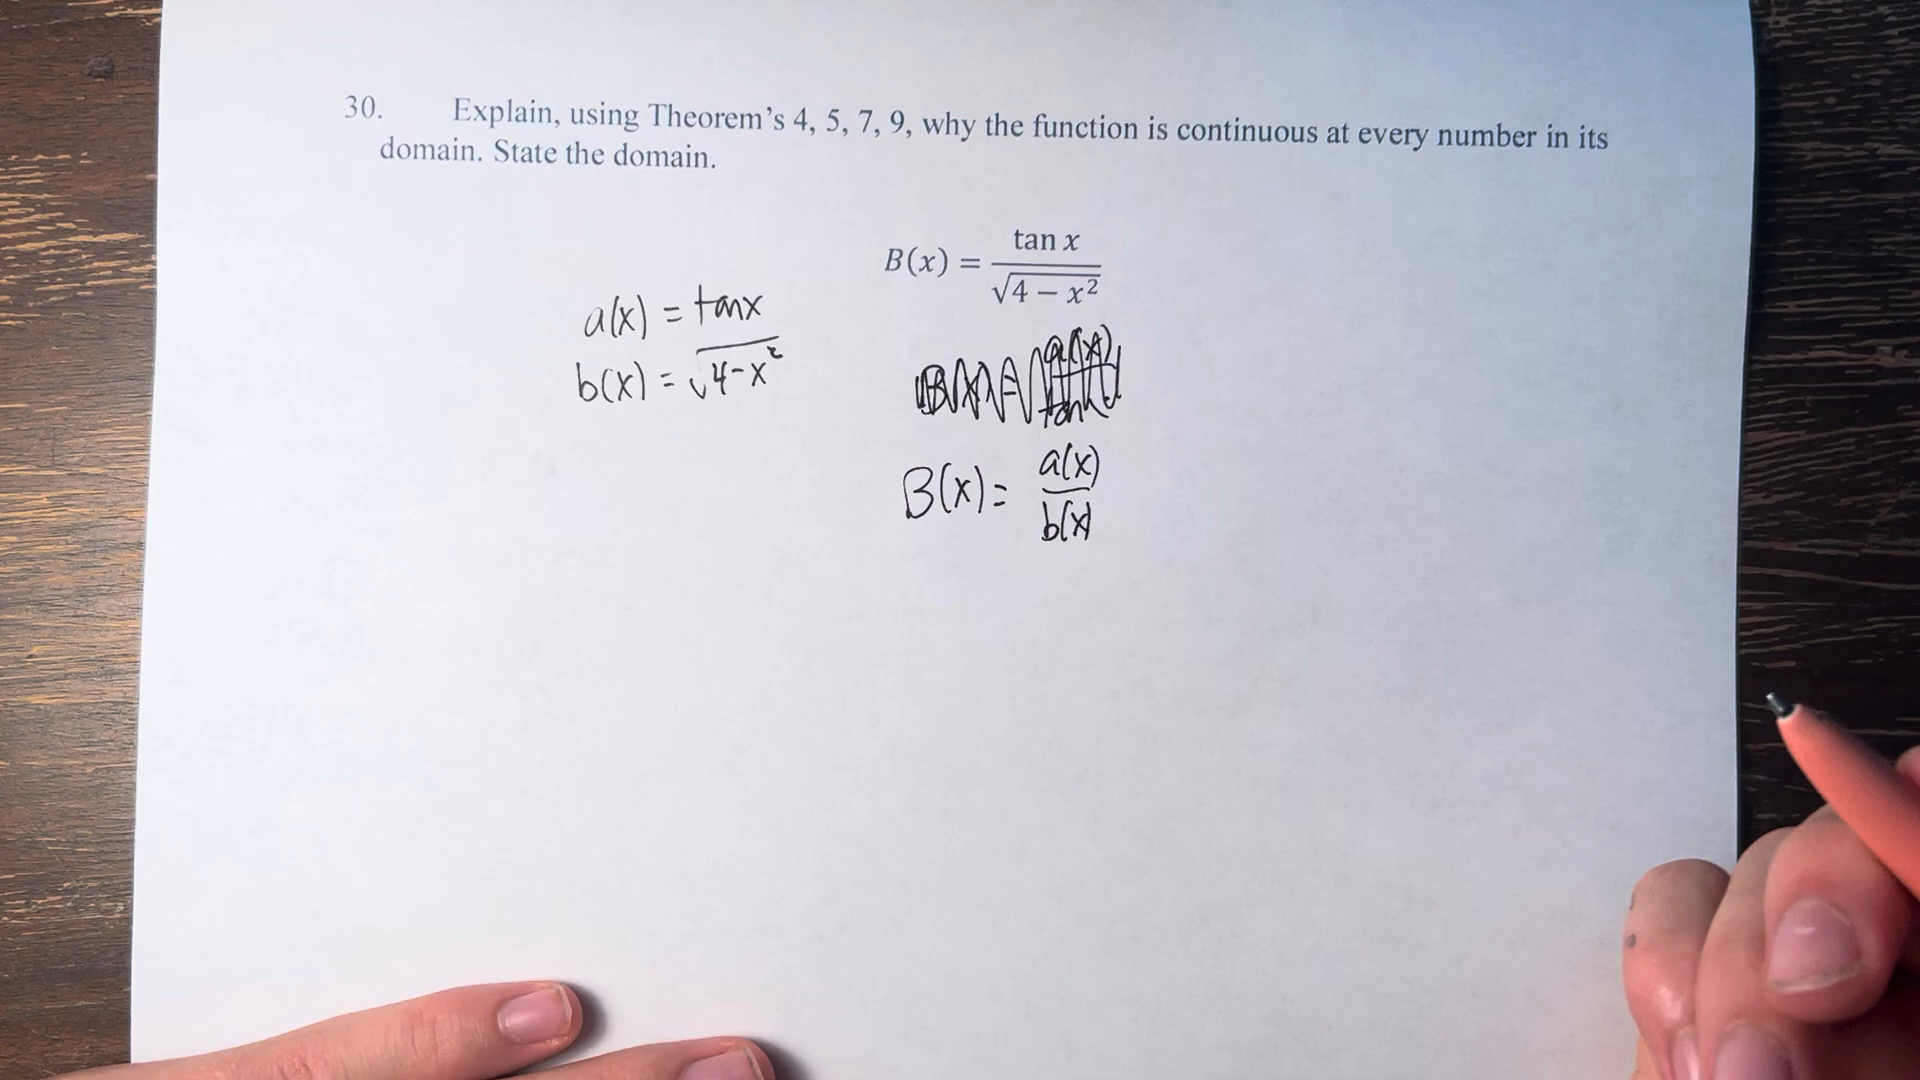 30. Explain, using Theorem’s 4, 5, 7, 9, why the function is continuous at every number in its
domain. State the domain.
B(x) = tan x / √(4 − x²)
a(x) = tanx
b(x) = √(4-x²)
B(x) = a(x) / b(x)